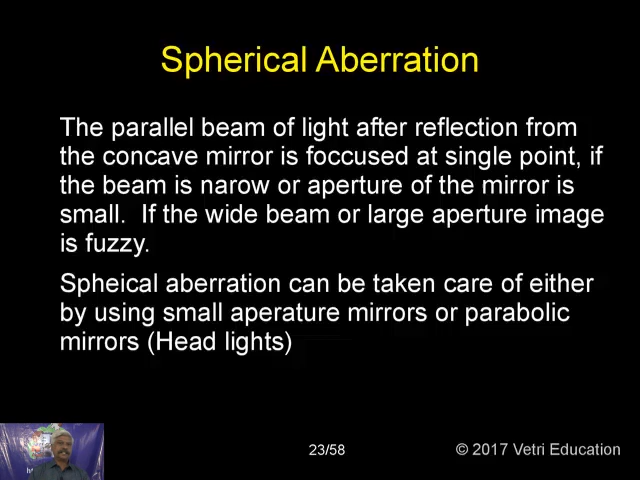 Spherical Aberration
The parallel beam of light after reflection from
the concave mirror is foccused at single point, if
the beam is narow or aperture of the mirror is
small.  If the wide beam or large aperture image
is fuzzy.
Spheical aberration can be taken care of either
by using small aperature mirrors or parabolic
mirrors (Head lights)
23/58
© 2017 Vetri Education